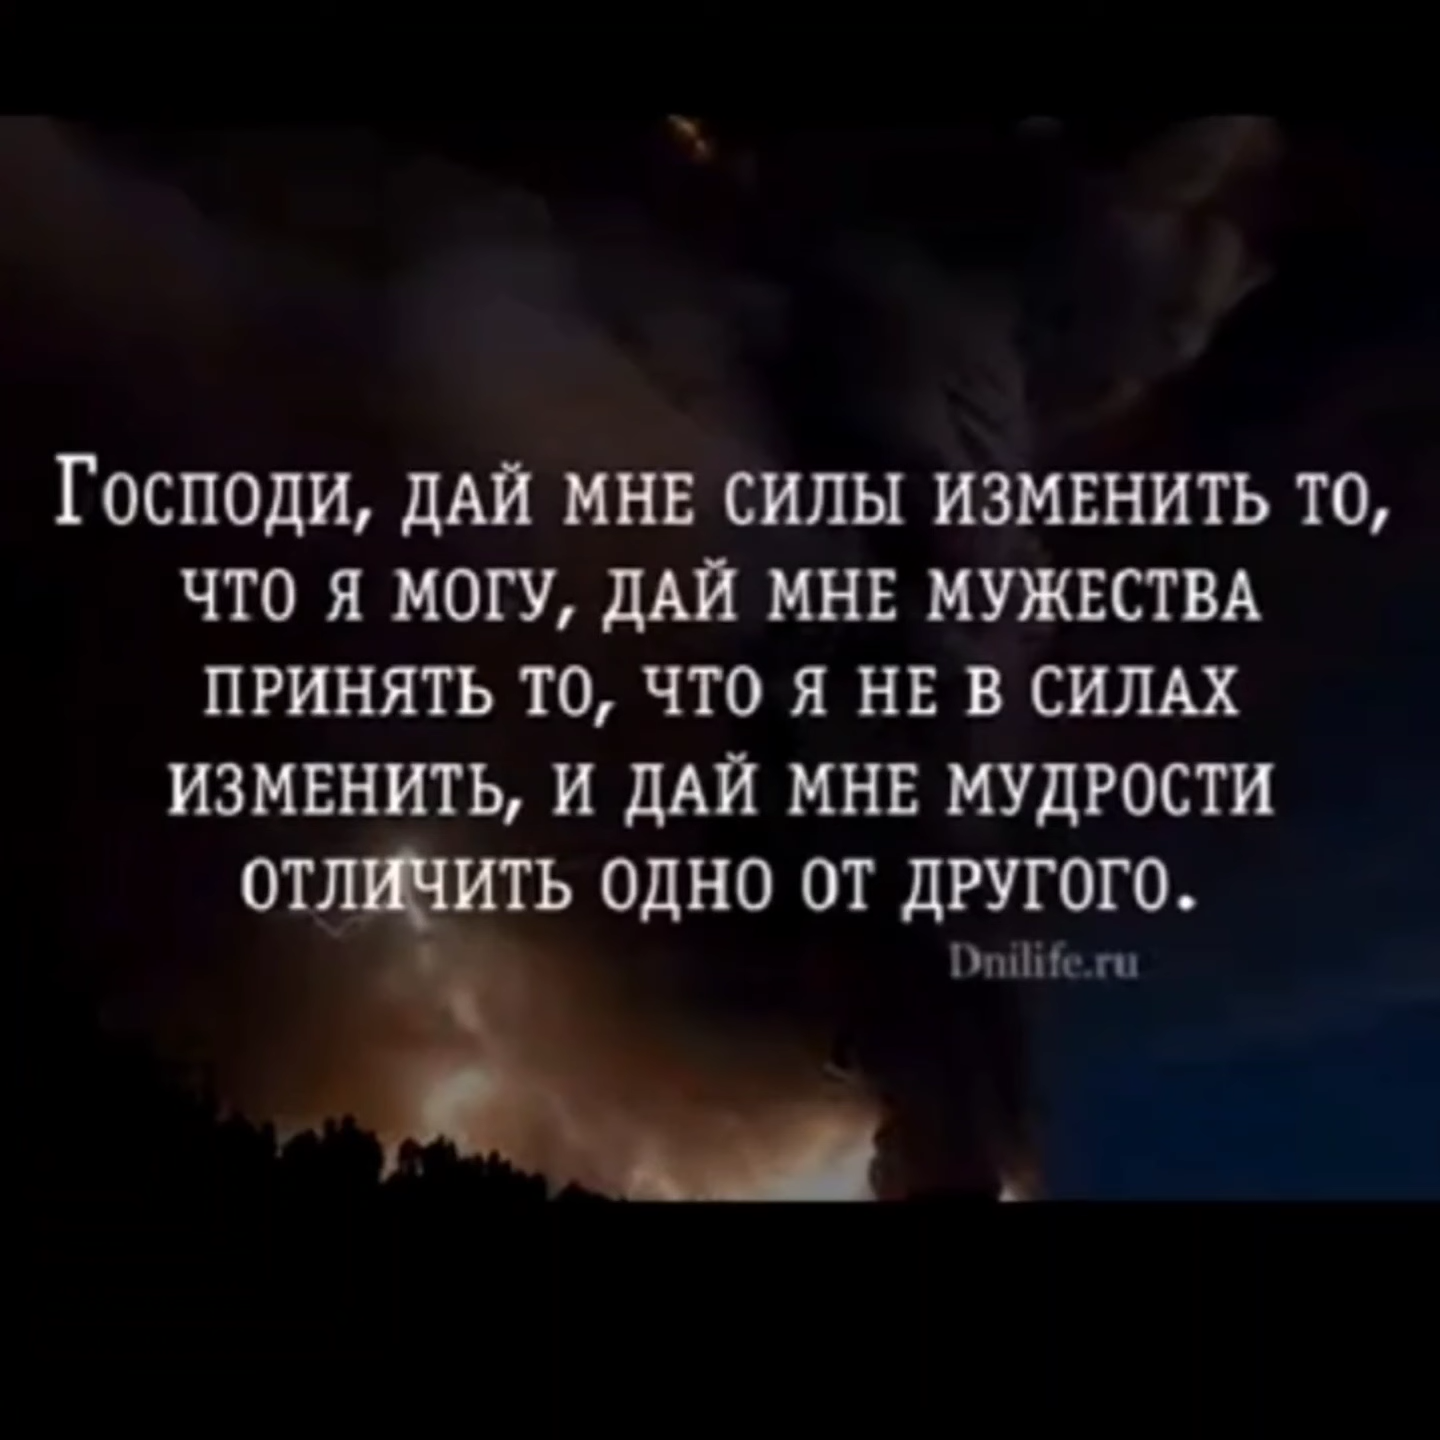 Господи, дай мне силы изменить то,
что я могу, дай мне мужества
принять то, что я не в силах
изменить, и дай мне мудрости
отличить одно от другого.
Dnilife.ru